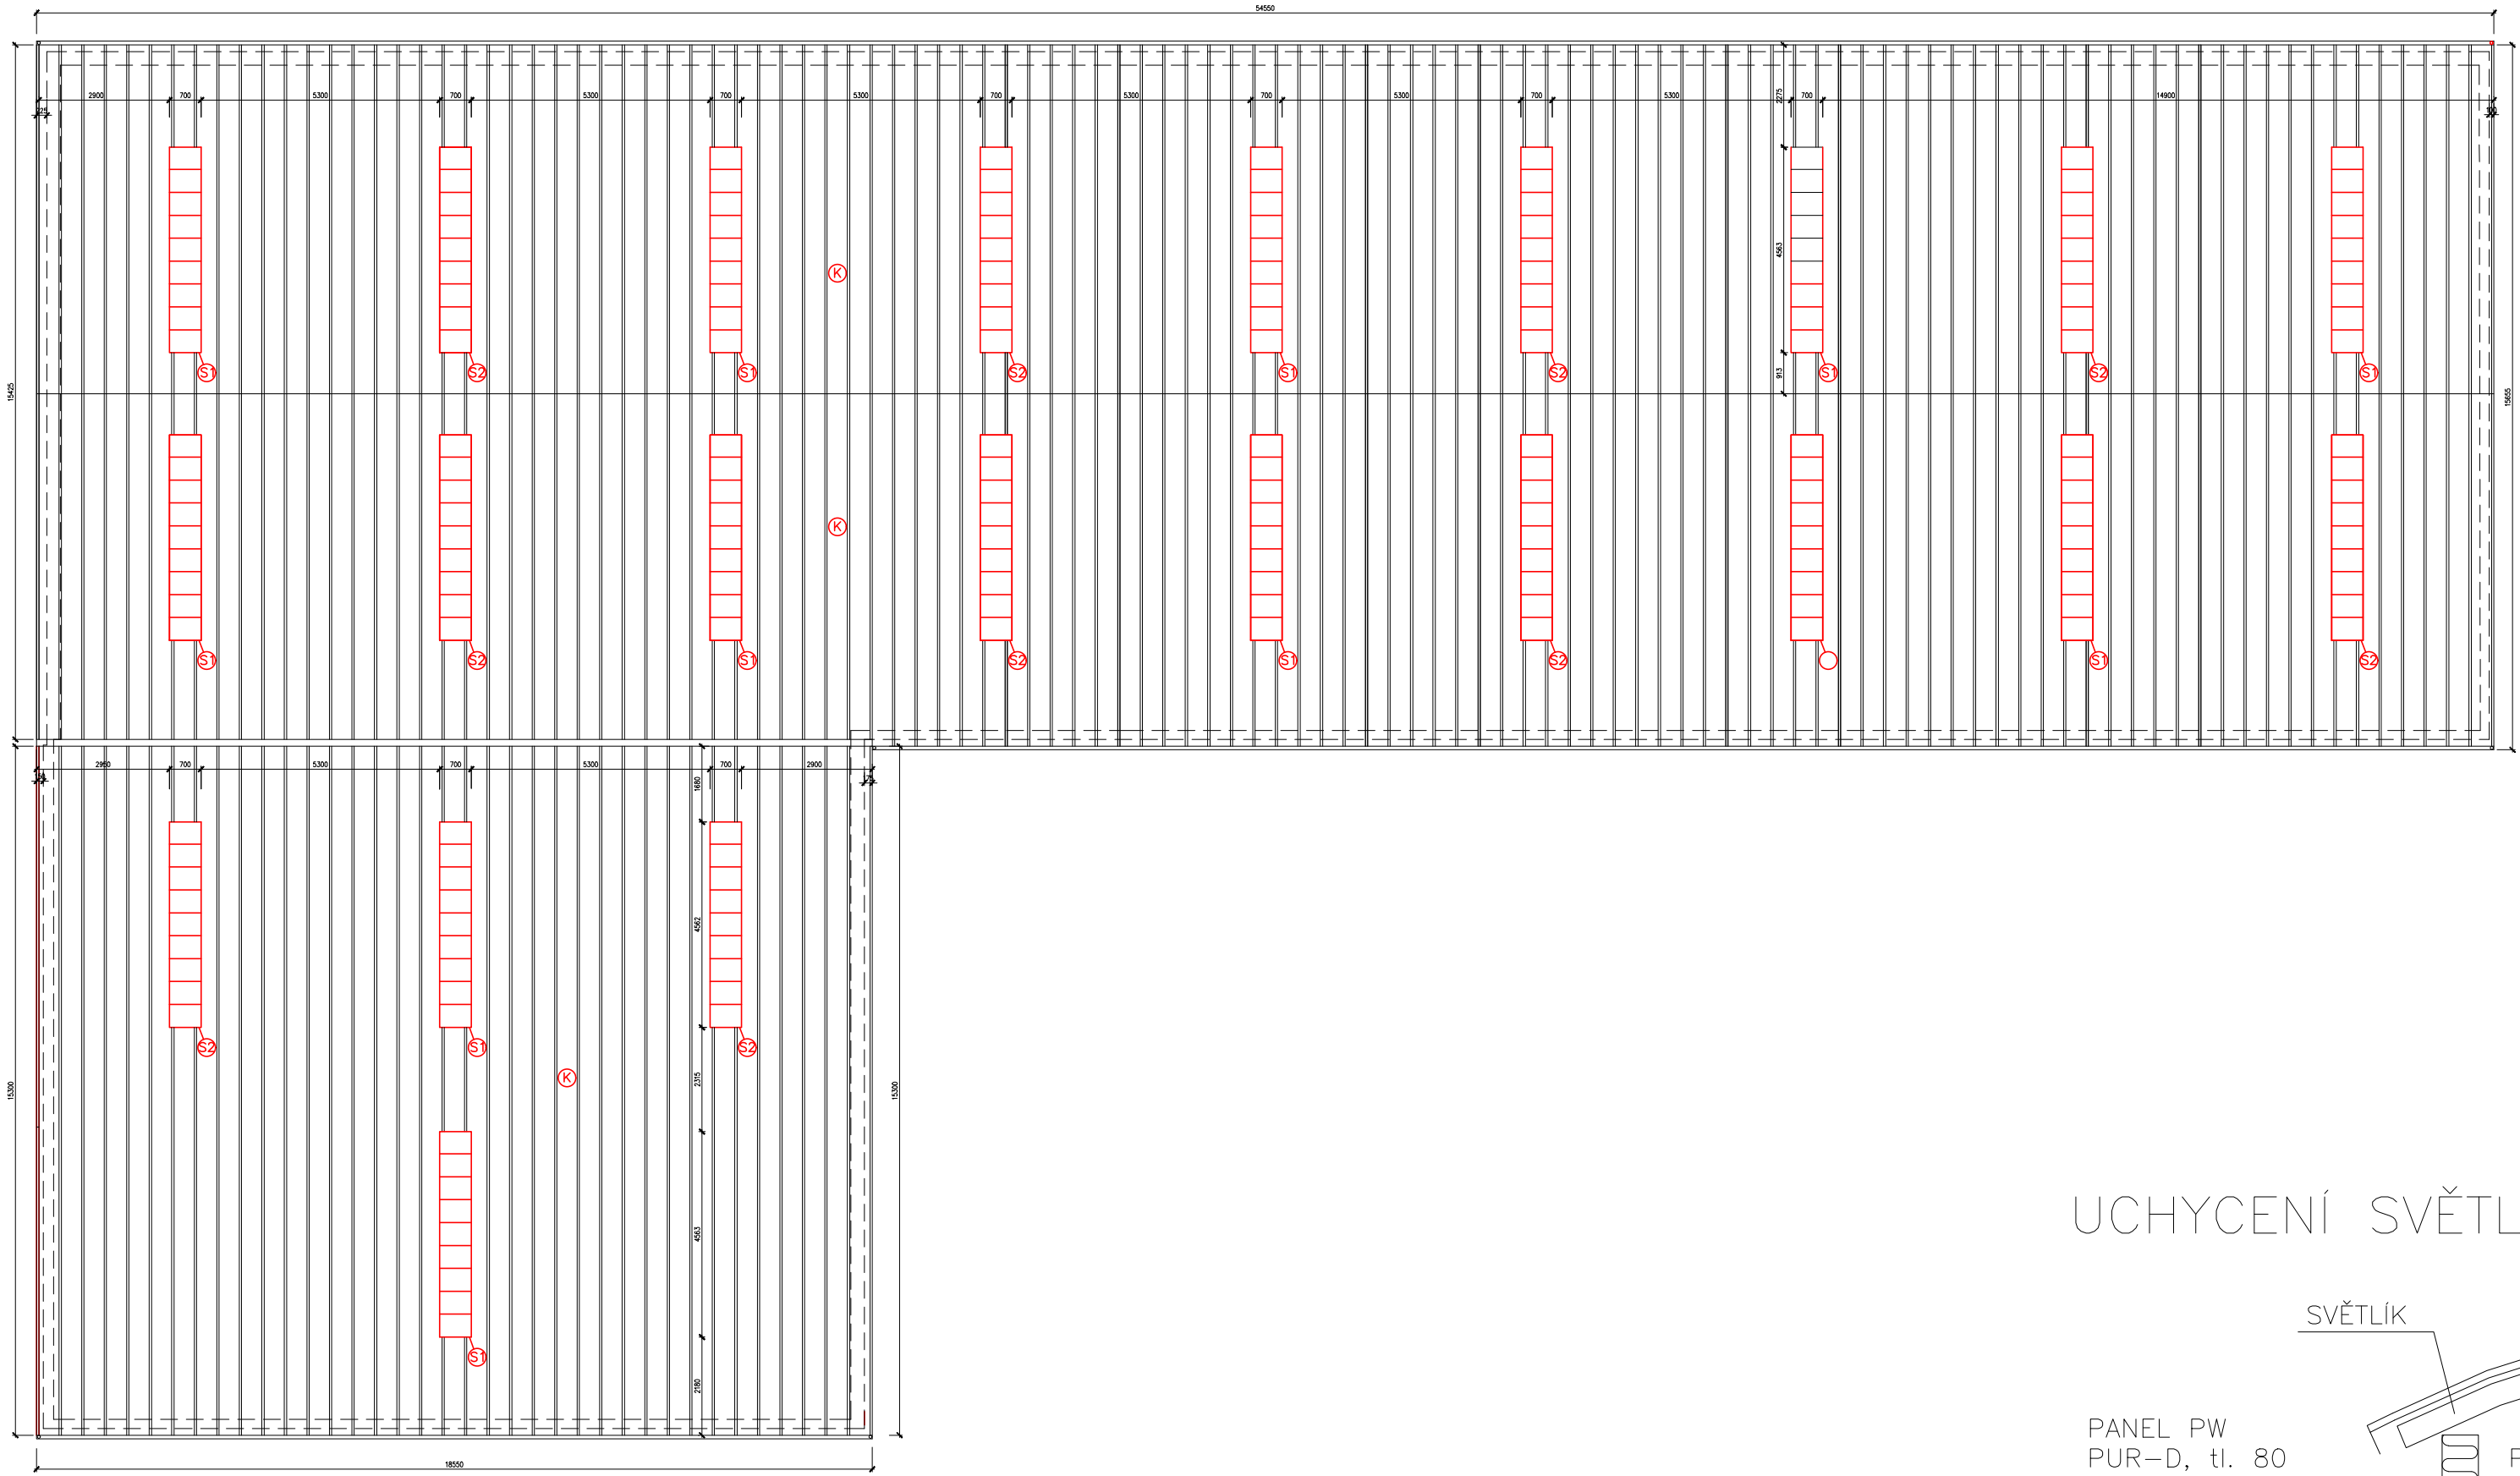 54550
2900 700 5300 700 5300 700 5300 700 5300 700 5300 700 5300 700 14900
225
100
2275
4563
913
15425
15655
K
S1 S2 S1 S2 S1 S2 S1 S2 S1
K
S1 S2 S1 S2 S1 S2 S1 S2
2950 700 5300 700 5300 700 2900
1680
4562
2315
4563
2180
15300
15300
S2 S1 S2
K
S1
18550
UCHYCENÍ SVĚTL
SVĚTLÍK
PANEL PW
PUR-D, tl. 80